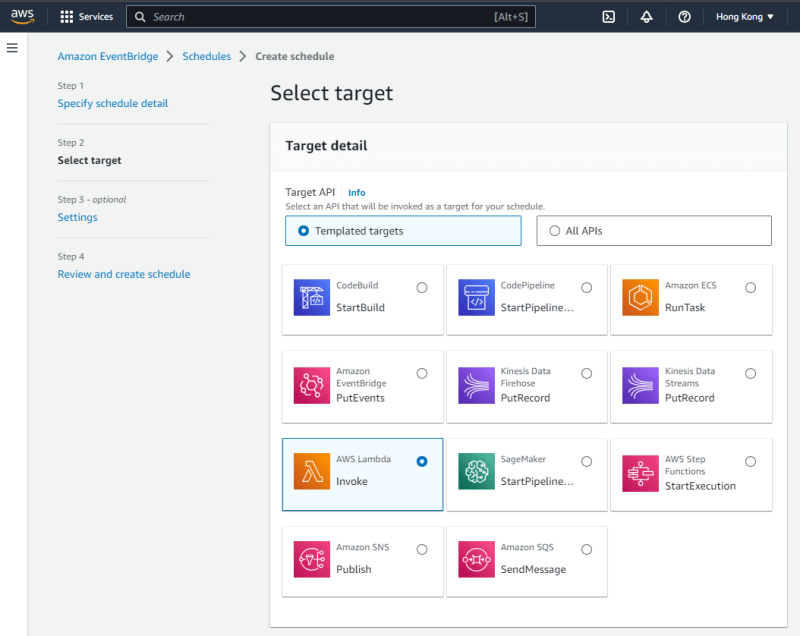 aws
Services
Search
[Alt+S]
Hong Kong
Amazon EventBridge
Schedules
Create schedule
Step 1
Specify schedule detail
Step 2
Select target
Step 3 - optional
Settings
Step 4
Review and create schedule
Select target
Target detail
Target API
Info
Select an API that will be invoked as a target for your schedule.
Templated targets
All APIs
CodeBuild
StartBuild
CodePipeline
StartPipeline...
Amazon ECS
RunTask
Amazon
EventBridge
PutEvents
Kinesis Data
Firehose
PutRecord
Kinesis Data
Streams
PutRecord
AWS Lambda
Invoke
SageMaker
StartPipeline...
AWS Step
Functions
StartExecution
Amazon SNS
Publish
Amazon SQS
SendMessage